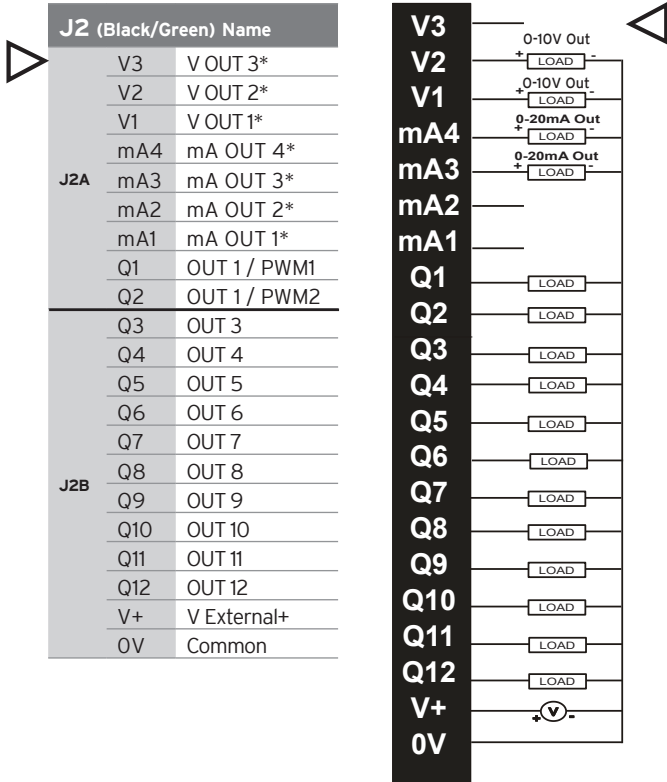 J2 (Black/Green) Name
V3 V OUT 3*
V2 V OUT 2*
V1 V OUT 1*
mA4 mA OUT 4*
J2A mA3 mA OUT 3*
mA2 mA OUT 2*
mA1 mA OUT 1*
Q1 OUT 1 / PWM1
Q2 OUT 1 / PWM2
Q3 OUT 3
Q4 OUT 4
Q5 OUT 5
Q6 OUT 6
Q7 OUT 7
J2B Q8 OUT 8
Q9 OUT 9
Q10 OUT 10
Q11 OUT 11
Q12 OUT 12
V+ V External+
0V Common
V3
0-10V Out
V2 + LOAD -
0-10V Out
V1 + LOAD -
0-20mA Out
mA4 + LOAD -
0-20mA Out
mA3 + LOAD -
mA2
mA1
Q1 LOAD
Q2 LOAD
Q3 LOAD
Q4 LOAD
Q5 LOAD
Q6 LOAD
Q7 LOAD
Q8 LOAD
Q9 LOAD
Q10 LOAD
Q11 LOAD
Q12 LOAD
V+ + V -
0V